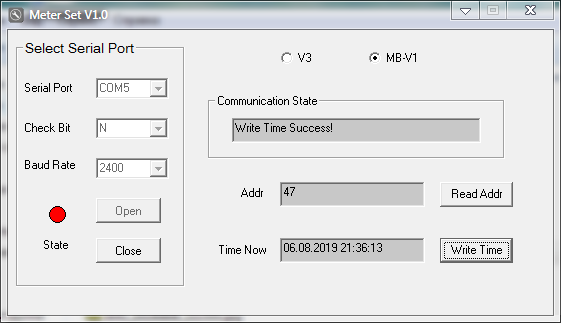 Meter Set V1.0
Select Serial Port
Serial Port COM5
Check Bit N
Baud Rate 2400
Open
State Close
V3 MB-V1
Communication State
Write Time Success!
Addr 47 Read Addr
Time Now 06.08.2019 21:36:13 Write Time